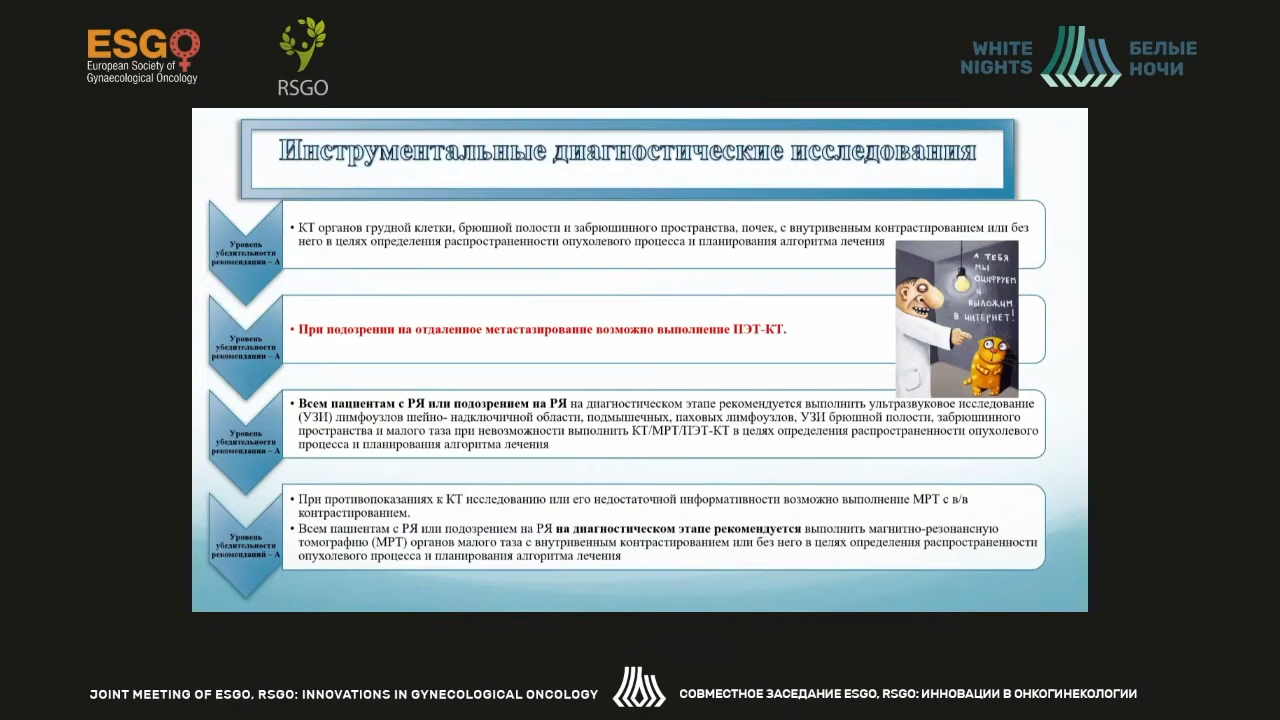 ESGO
European Society of
Gynaecological Oncology
RSGO
WHITE
NIGHTS
БЕЛЫЕ
НОЧИ
Инструментальные диагностические исследования
Уровень
убедительности
рекомендации – А
• КТ органов грудной клетки, брюшной полости и забрюшинного пространства, почек, с внутривенным контрастированием или без
него в целях определения распространенности опухолевого процесса и планирования алгоритма лечения
А ТЕБЯ
МЫ
ОЦИФРУЕМ
И
ВЫЛОЖИМ
В ИНТЕРНЕТ!
Уровень
убедительности
рекомендации – А
• При подозрении на отдаленное метастазирование возможно выполнение ПЭТ-КТ.
Уровень
убедительности
рекомендации – А
• Всем пациентам с РЯ или подозрением на РЯ на диагностическом этапе рекомендуется выполнить ультразвуковое исследование
(УЗИ) лимфоузлов шейно- надключичной области, подмышечных, паховых лимфоузлов, УЗИ брюшной полости, забрюшинного
пространства и малого таза при невозможности выполнить КТ/МРТ/ПЭТ-КТ в целях определения распространенности опухолевого
процесса и планирования алгоритма лечения
Уровень
убедительности
рекомендаций – А
• При противопоказаниях к КТ исследованию или его недостаточной информативности возможно выполнение МРТ с в/в
контрастированием.
• Всем пациентам с РЯ или подозрением на РЯ на диагностическом этапе рекомендуется выполнить магнитно-резонансную
томографию (МРТ) органов малого таза с внутривенным контрастированием или без него в целях определения распространенности
опухолевого процесса и планирования алгоритма лечения
JOINT MEETING OF ESGO, RSGO: INNOVATIONS IN GYNECOLOGICAL ONCOLOGY
СОВМЕСТНОЕ ЗАСЕДАНИЕ ESGO, RSGO: ИННОВАЦИИ В ОНКОГИНЕКОЛОГИИ